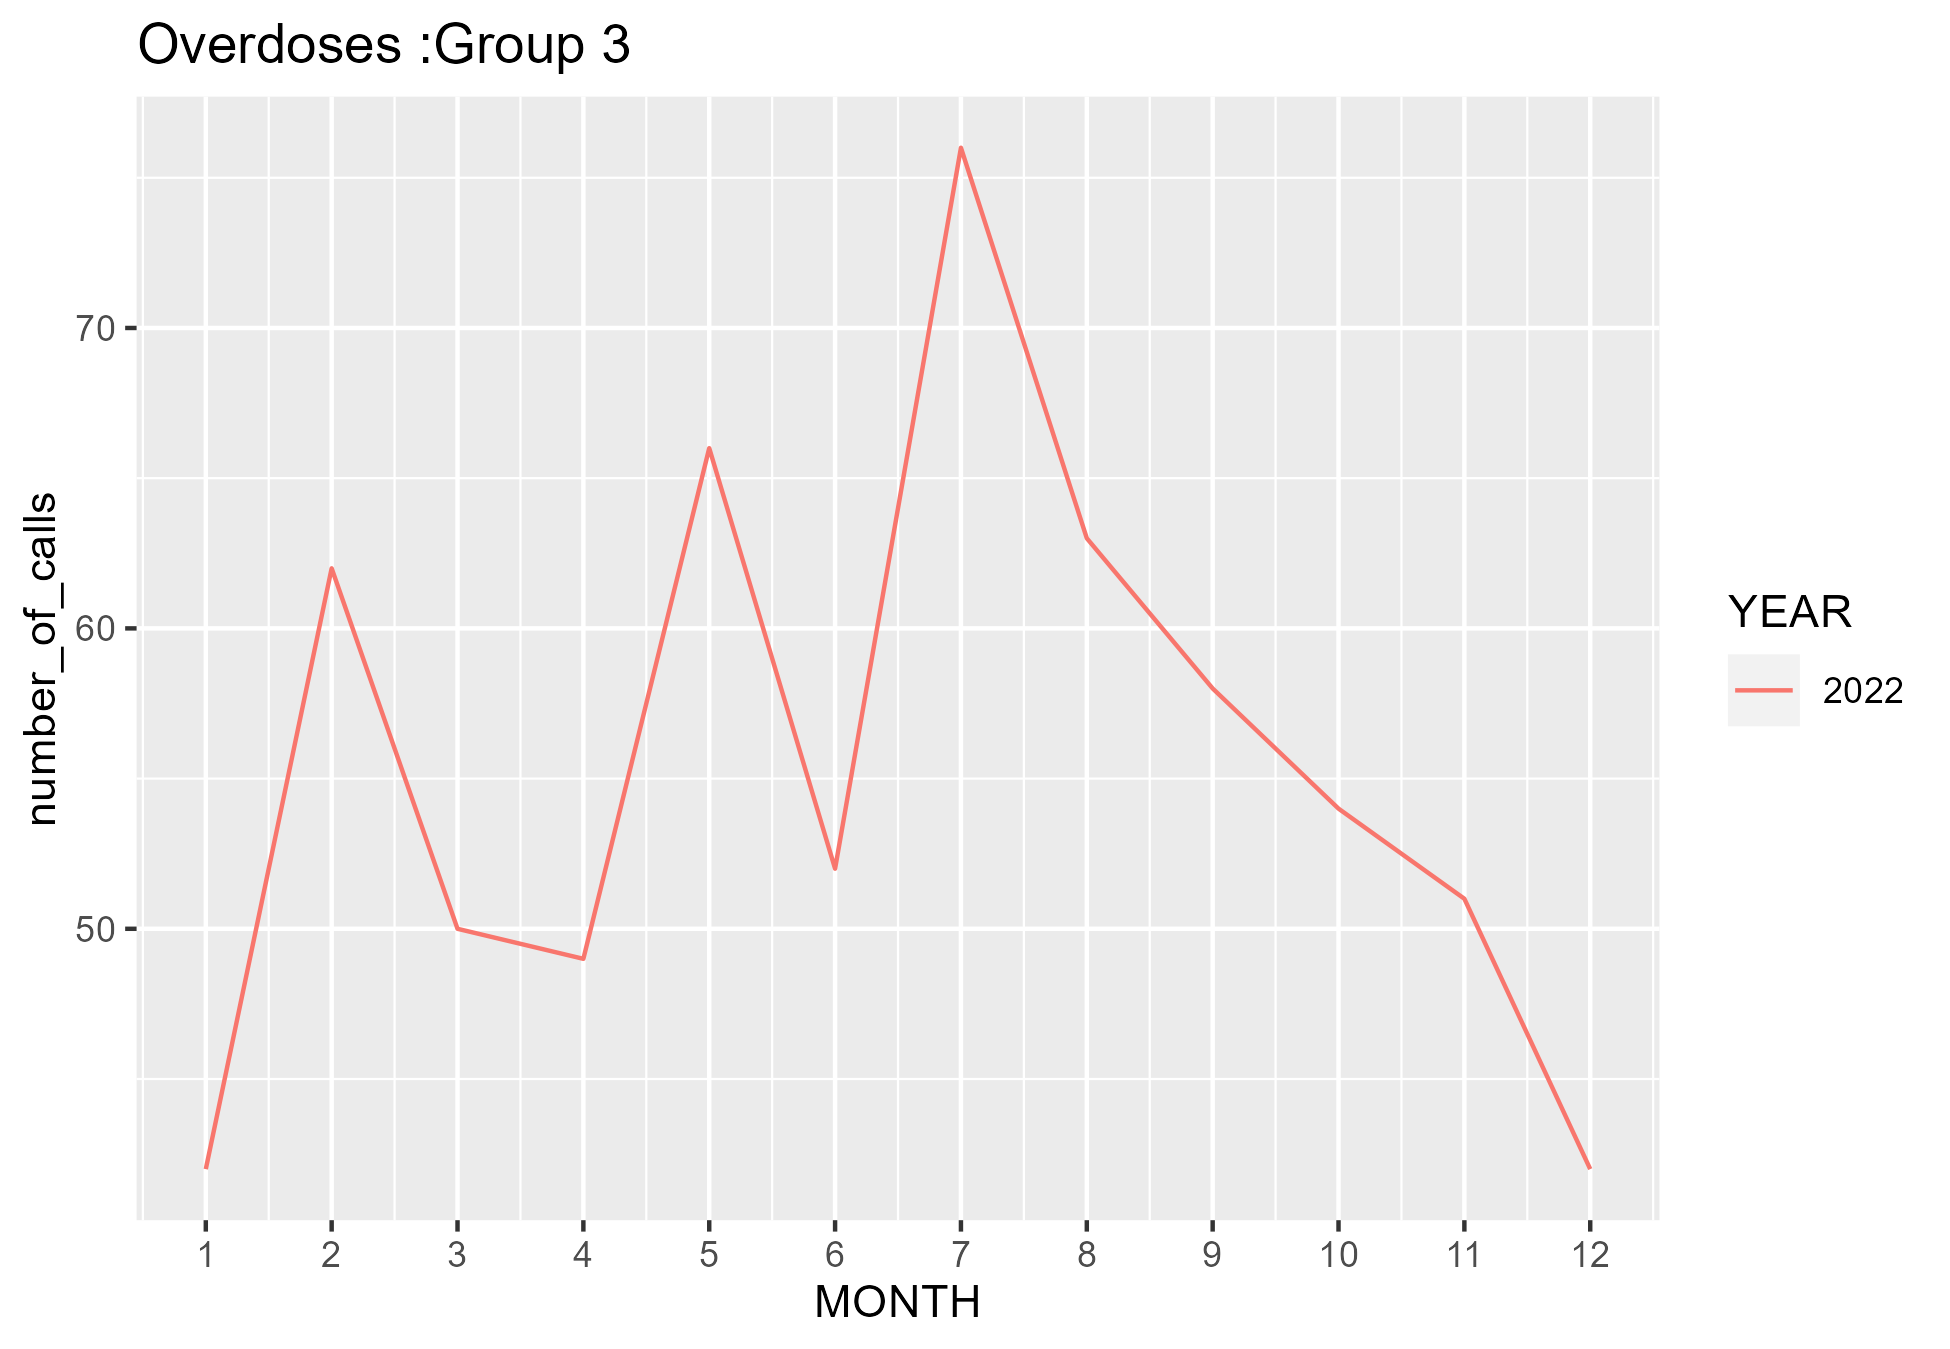 Overdoses :Group 3
number_of_calls
70
60
50
1 2 3 4 5 6 7 8 9 10 11 12
MONTH
YEAR
2022